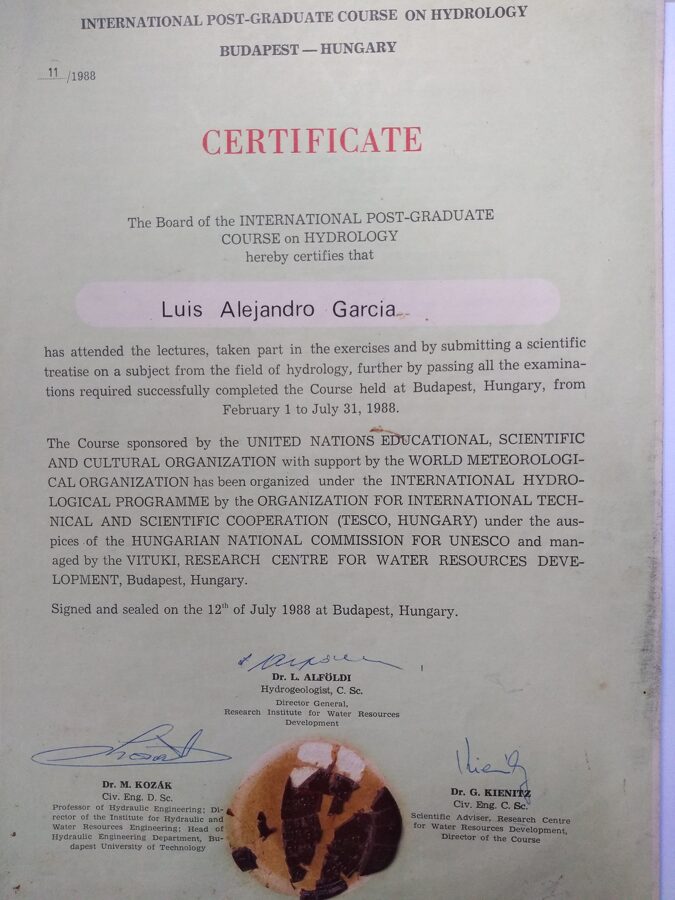 INTERNATIONAL POST-GRADUATE COURSE ON HYDROLOGY
BUDAPEST — HUNGARY
11 /1988
CERTIFICATE
The Board of the INTERNATIONAL POST-GRADUATE
COURSE on HYDROLOGY
hereby certifies that
Luis Alejandro Garcia
has attended the lectures, taken part in the exercises and by submitting a scientific
treatise on a subject from the field of hydrology, further by passing all the examina-
tions required successfully completed the Course held at Budapest, Hungary, from
February 1 to July 31, 1988.
The Course sponsored by the UNITED NATIONS EDUCATIONAL, SCIENTIFIC
AND CULTURAL ORGANIZATION with support by the WORLD METEOROLOGI-
CAL ORGANIZATION has been organized under the INTERNATIONAL HYDRO-
LOGICAL PROGRAMME by the ORGANIZATION FOR INTERNATIONAL TECH-
NICAL AND SCIENTIFIC COOPERATION (TESCO, HUNGARY) under the aus-
pices of the HUNGARIAN NATIONAL COMMISSION FOR UNESCO and man-
aged by the VITUKI, RESEARCH CENTRE FOR WATER RESOURCES DEVE-
LOPMENT, Budapest, Hungary.
Signed and sealed on the 12th of July 1988 at Budapest, Hungary.
Dr. L. ALFÖLDI
Hydrogeologist, C. Sc.
Director General,
Research Institute for Water Resources
Development
Dr. M. KOZÁK
Civ. Eng. D. Sc.
Professor of Hydraulic Engineering; Di-
rector of the Institute for Hydraulic and
Water Resources Engineering; Head of
Hydraulic Engineering Department, Bu-
dapest University of Technology
Kienitz
Dr. G. KIENITZ
Civ. Eng. C. Sc.
Scientific Adviser, Research Centre
for Water Resources Development,
Director of the Course